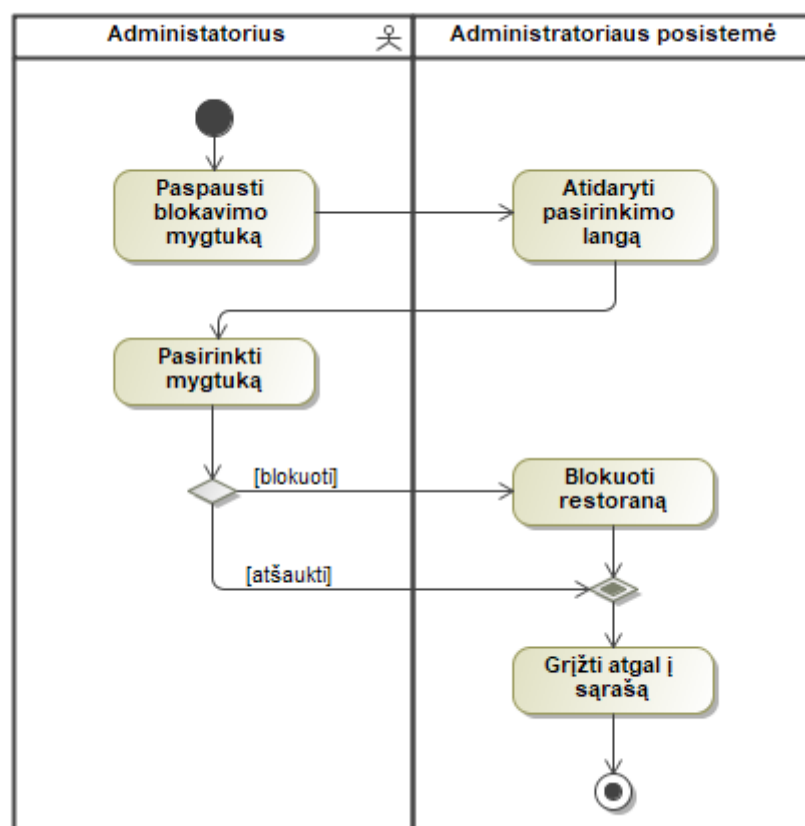 Administatorius
Administratoriaus posistemė
Paspausti
blokavimo
mygtuką
Atidaryti
pasirinkimo
langą
Pasirinkti
mygtuką
[blokuoti]
Blokuoti
restoraną
[atšaukti]
Grįžti atgal į
sąrašą